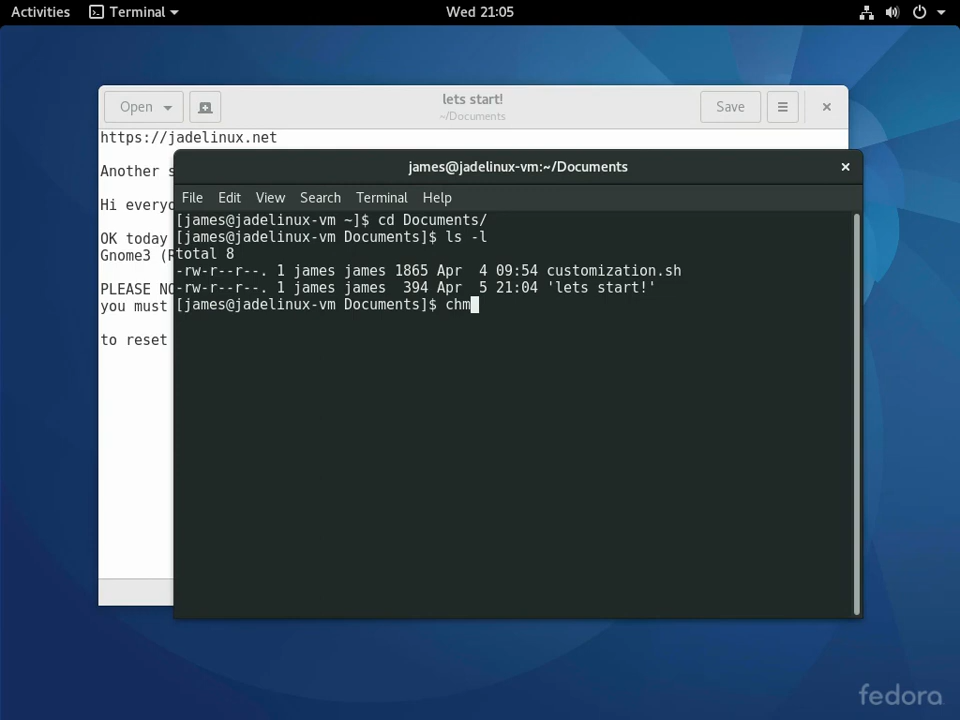 Activities Terminal Wed 21:05
Open lets start! Save
~/Documents
https://jadelinux.net
Another s
Hi everyo
OK today
Gnome3 (R
PLEASE NO
you must
to reset
james@jadelinux-vm:~/Documents
File Edit View Search Terminal Help
[james@jadelinux-vm ~]$ cd Documents/
[james@jadelinux-vm Documents]$ ls -l
total 8
-rw-r--r--. 1 james james 1865 Apr  4 09:54 customization.sh
-rw-r--r--. 1 james james  394 Apr  5 21:04 'lets start!'
[james@jadelinux-vm Documents]$ chm
fedora